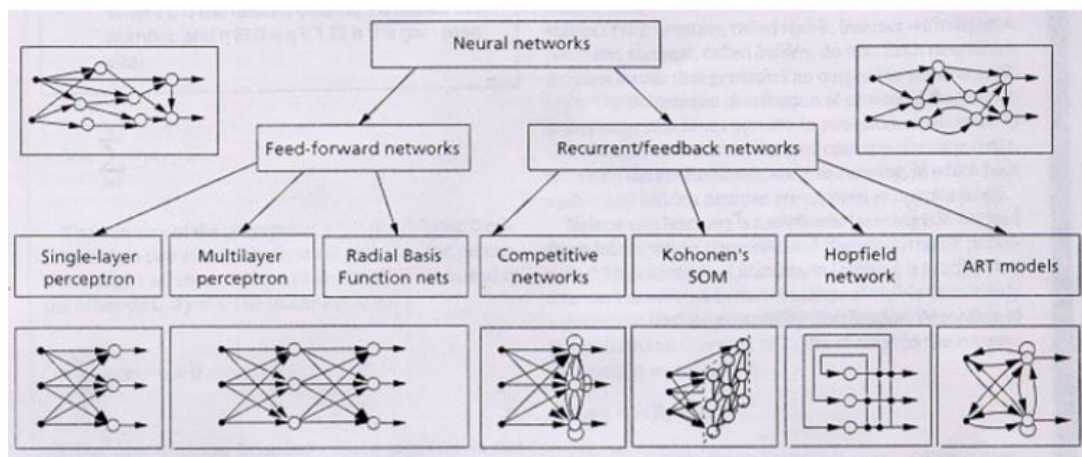 Neural networks
Feed-forward networks
Recurrent/feedback networks
Single-layer
perceptron
Multilayer
perceptron
Radial Basis
Function nets
Competitive
networks
Kohonen's
SOM
Hopfield
network
ART models